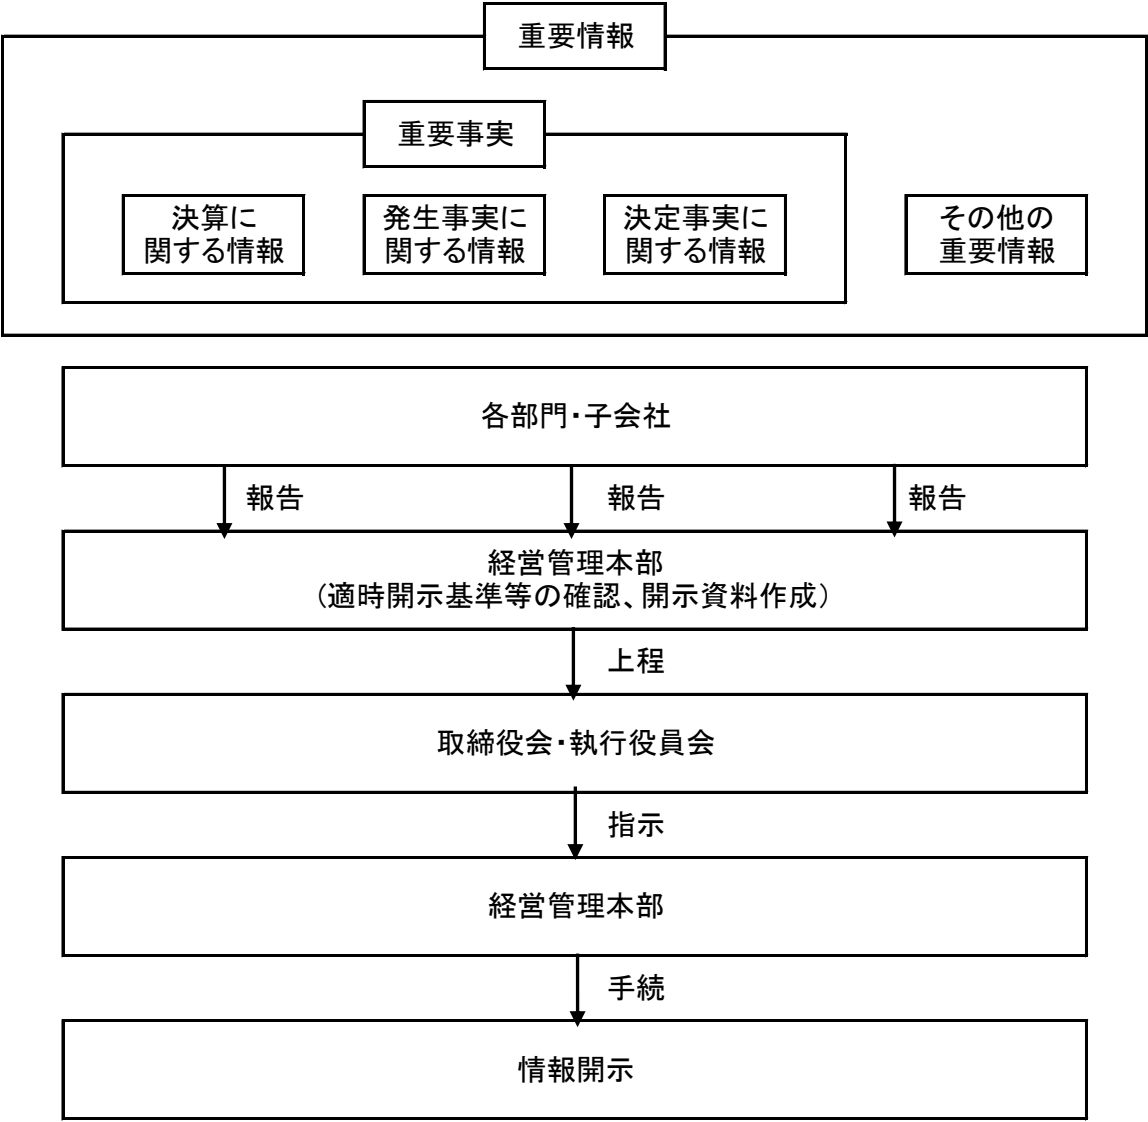 重要情報
重要事実
決算に
関する情報
発生事実に
関する情報
決定事実に
関する情報
その他の
重要情報
各部門・子会社
報告
報告
報告
経営管理本部
（適時開示基準等の確認、開示資料作成）
上程
取締役会・執行役員会
指示
経営管理本部
手続
情報開示